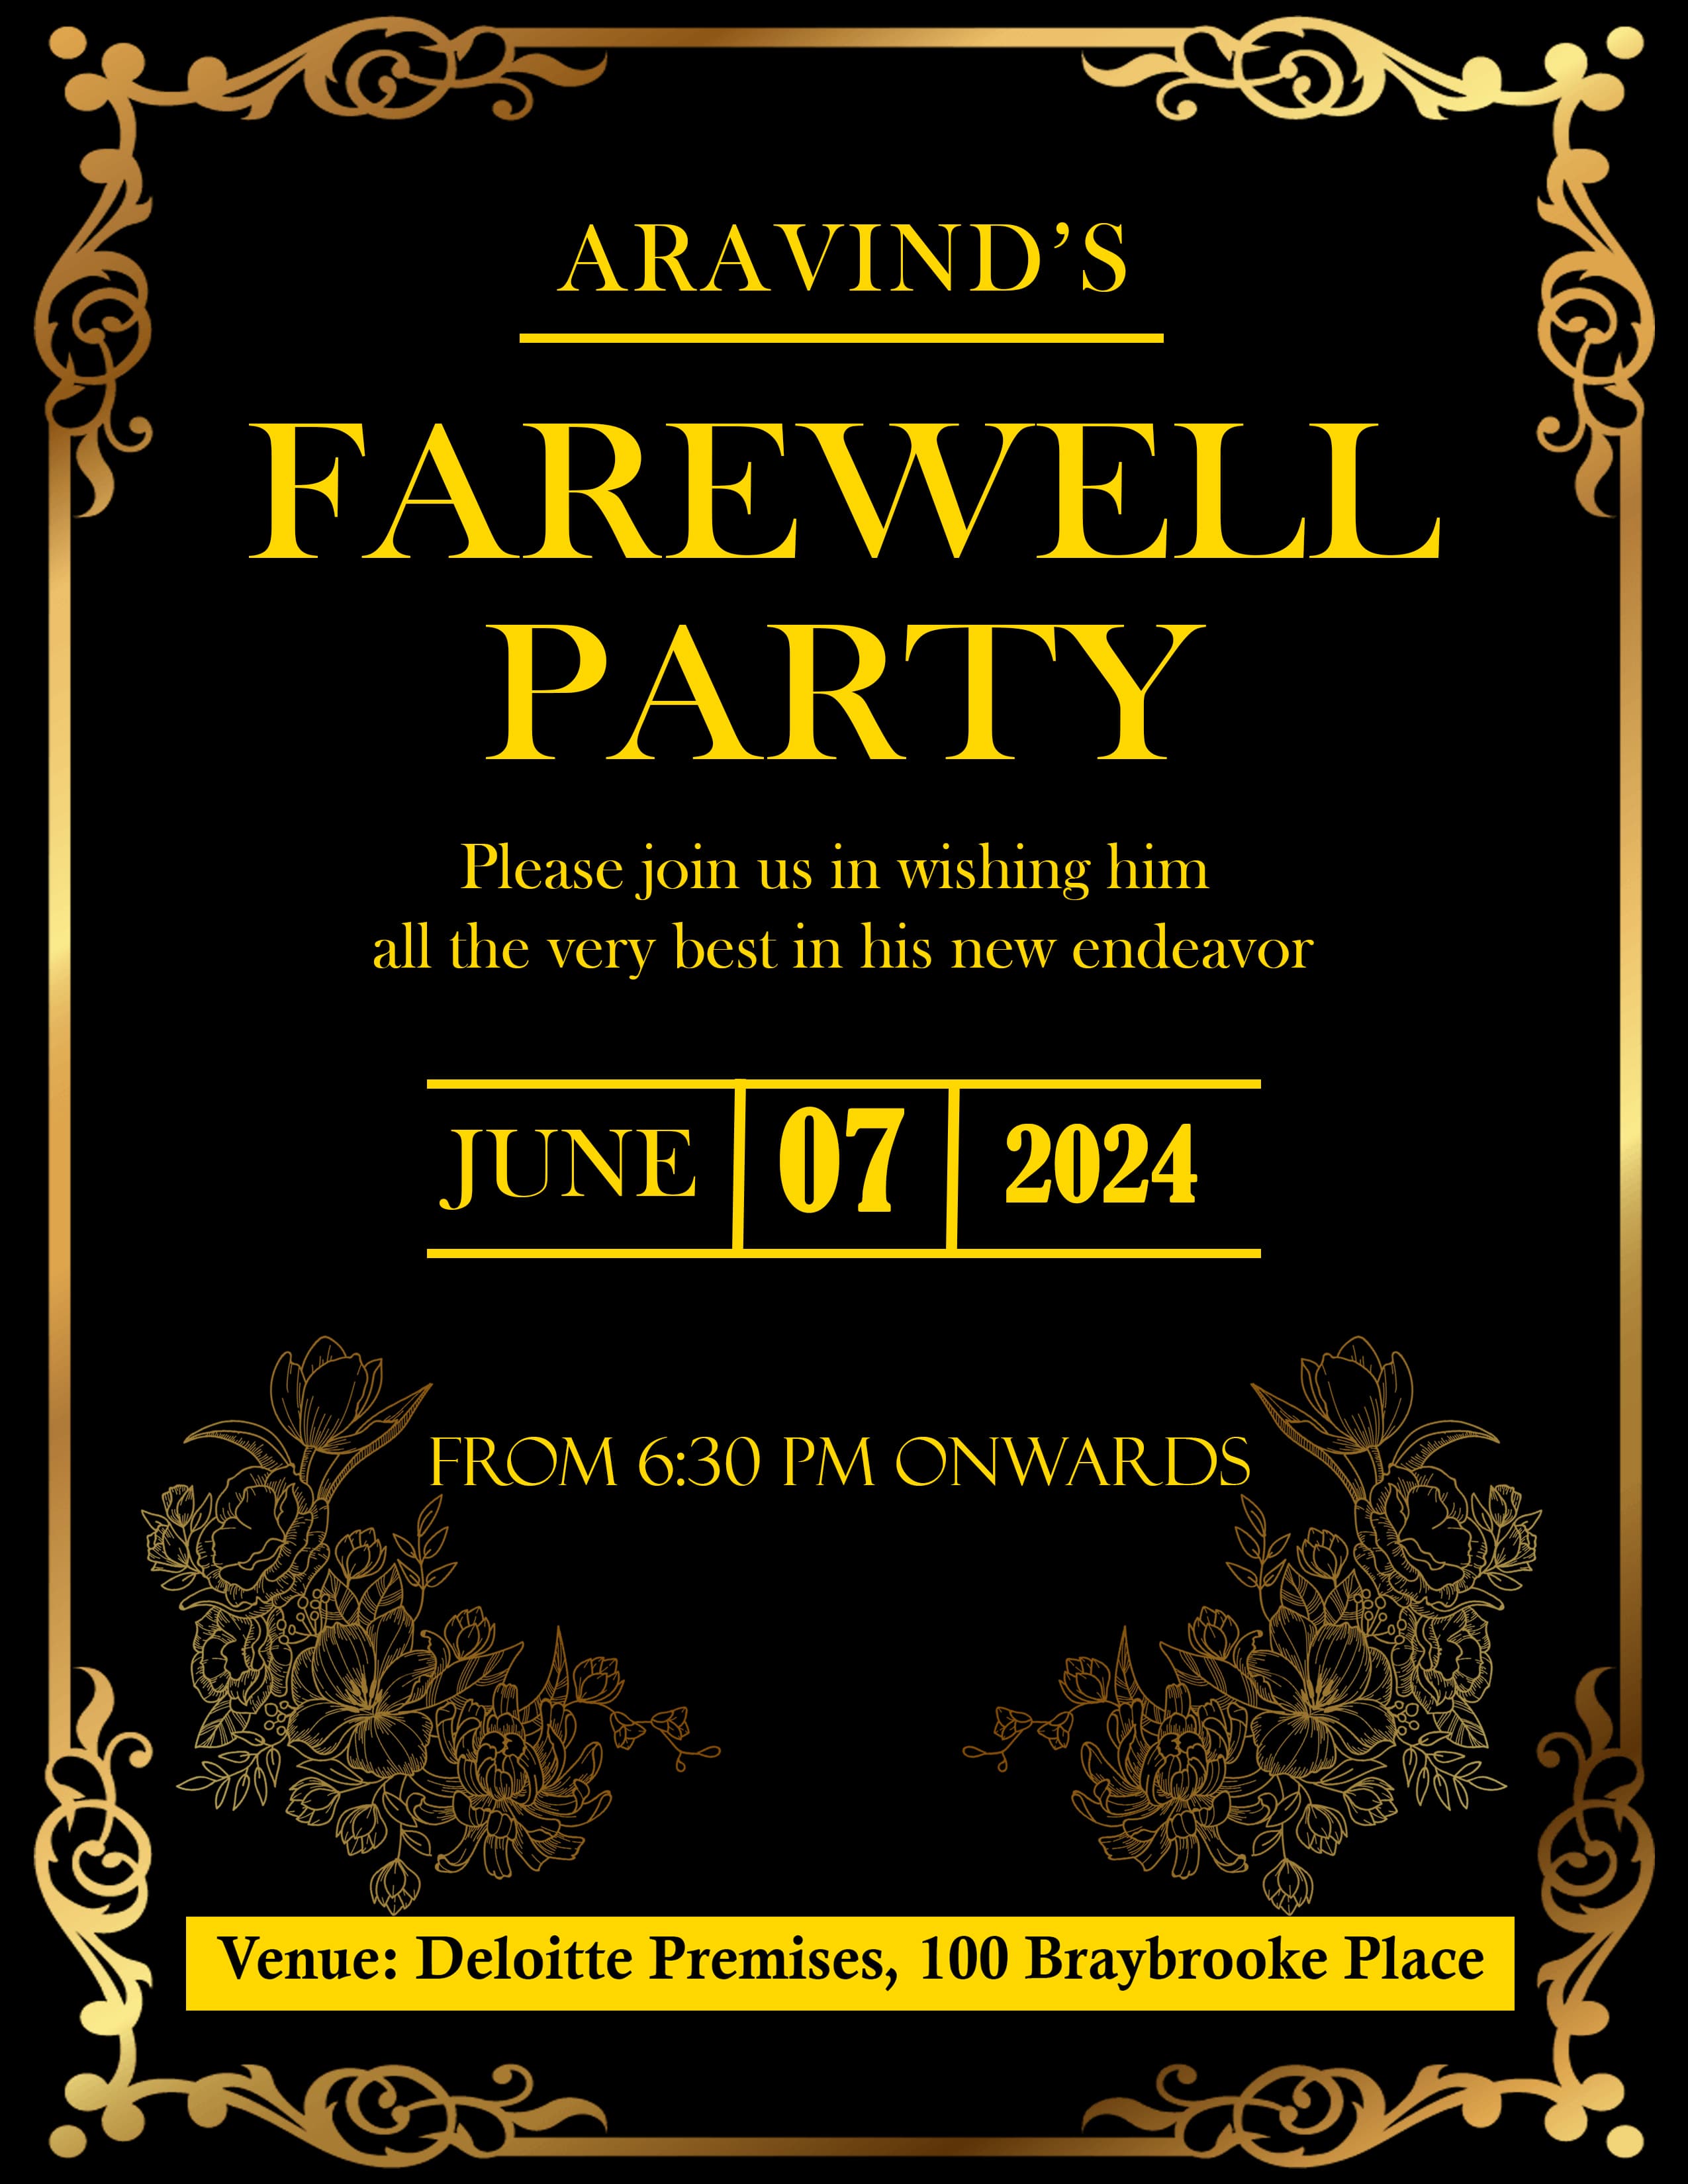 ARAVIND’S
FAREWELL
PARTY
Please join us in wishing him
all the very best in his new endeavor
JUNE 07 2024
FROM 6:30 PM ONWARDS
Venue: Deloitte Premises, 100 Braybrooke Place